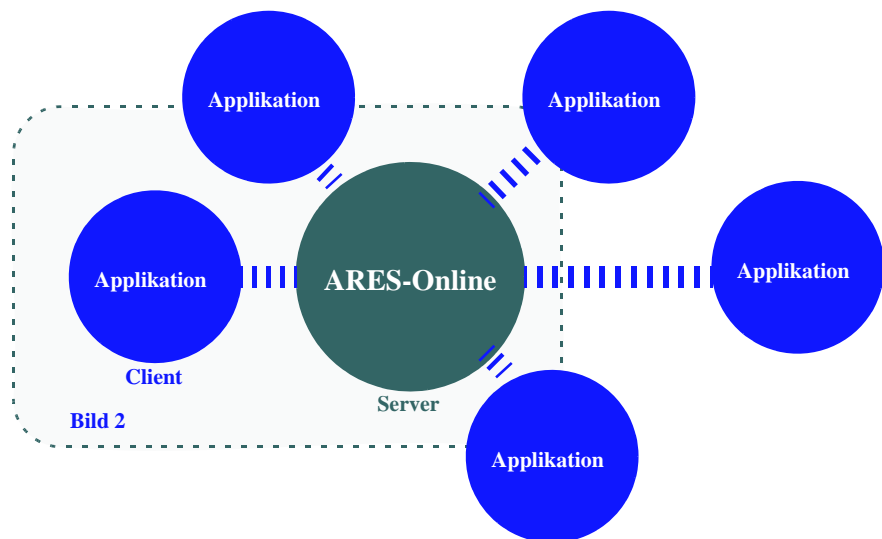 Applikation
Applikation
Applikation
ARES-Online
Applikation
Client
Server
Bild 2
Applikation